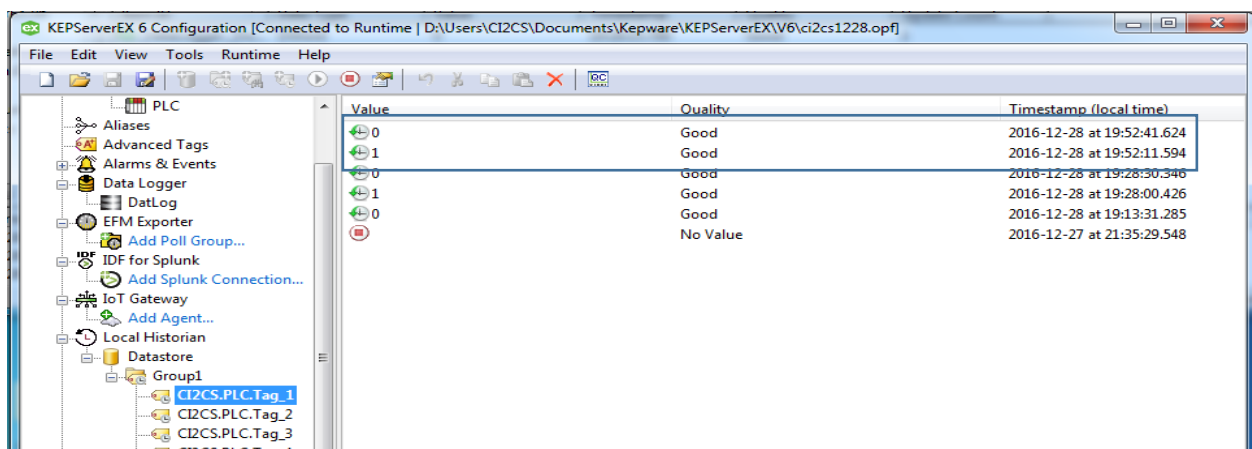 KEPServerEX 6 Configuration [Connected to Runtime | D:\Users\CI2CS\Documents\Kepware\KEPServerEX\V6\ci2cs1228.opf]
File Edit View Tools Runtime Help
PLC
Aliases
Advanced Tags
Alarms & Events
Data Logger
DatLog
EFM Exporter
Add Poll Group...
IDF for Splunk
Add Splunk Connection...
IoT Gateway
Add Agent...
Local Historian
Datastore
Group1
CI2CS.PLC.Tag_1
CI2CS.PLC.Tag_2
CI2CS.PLC.Tag_3
Value Quality Timestamp (local time)
0 Good 2016-12-28 at 19:52:41.624
1 Good 2016-12-28 at 19:52:11.594
0 Good 2016-12-28 at 19:28:30.346
1 Good 2016-12-28 at 19:28:00.426
0 Good 2016-12-28 at 19:13:31.285
No Value 2016-12-27 at 21:35:29.548